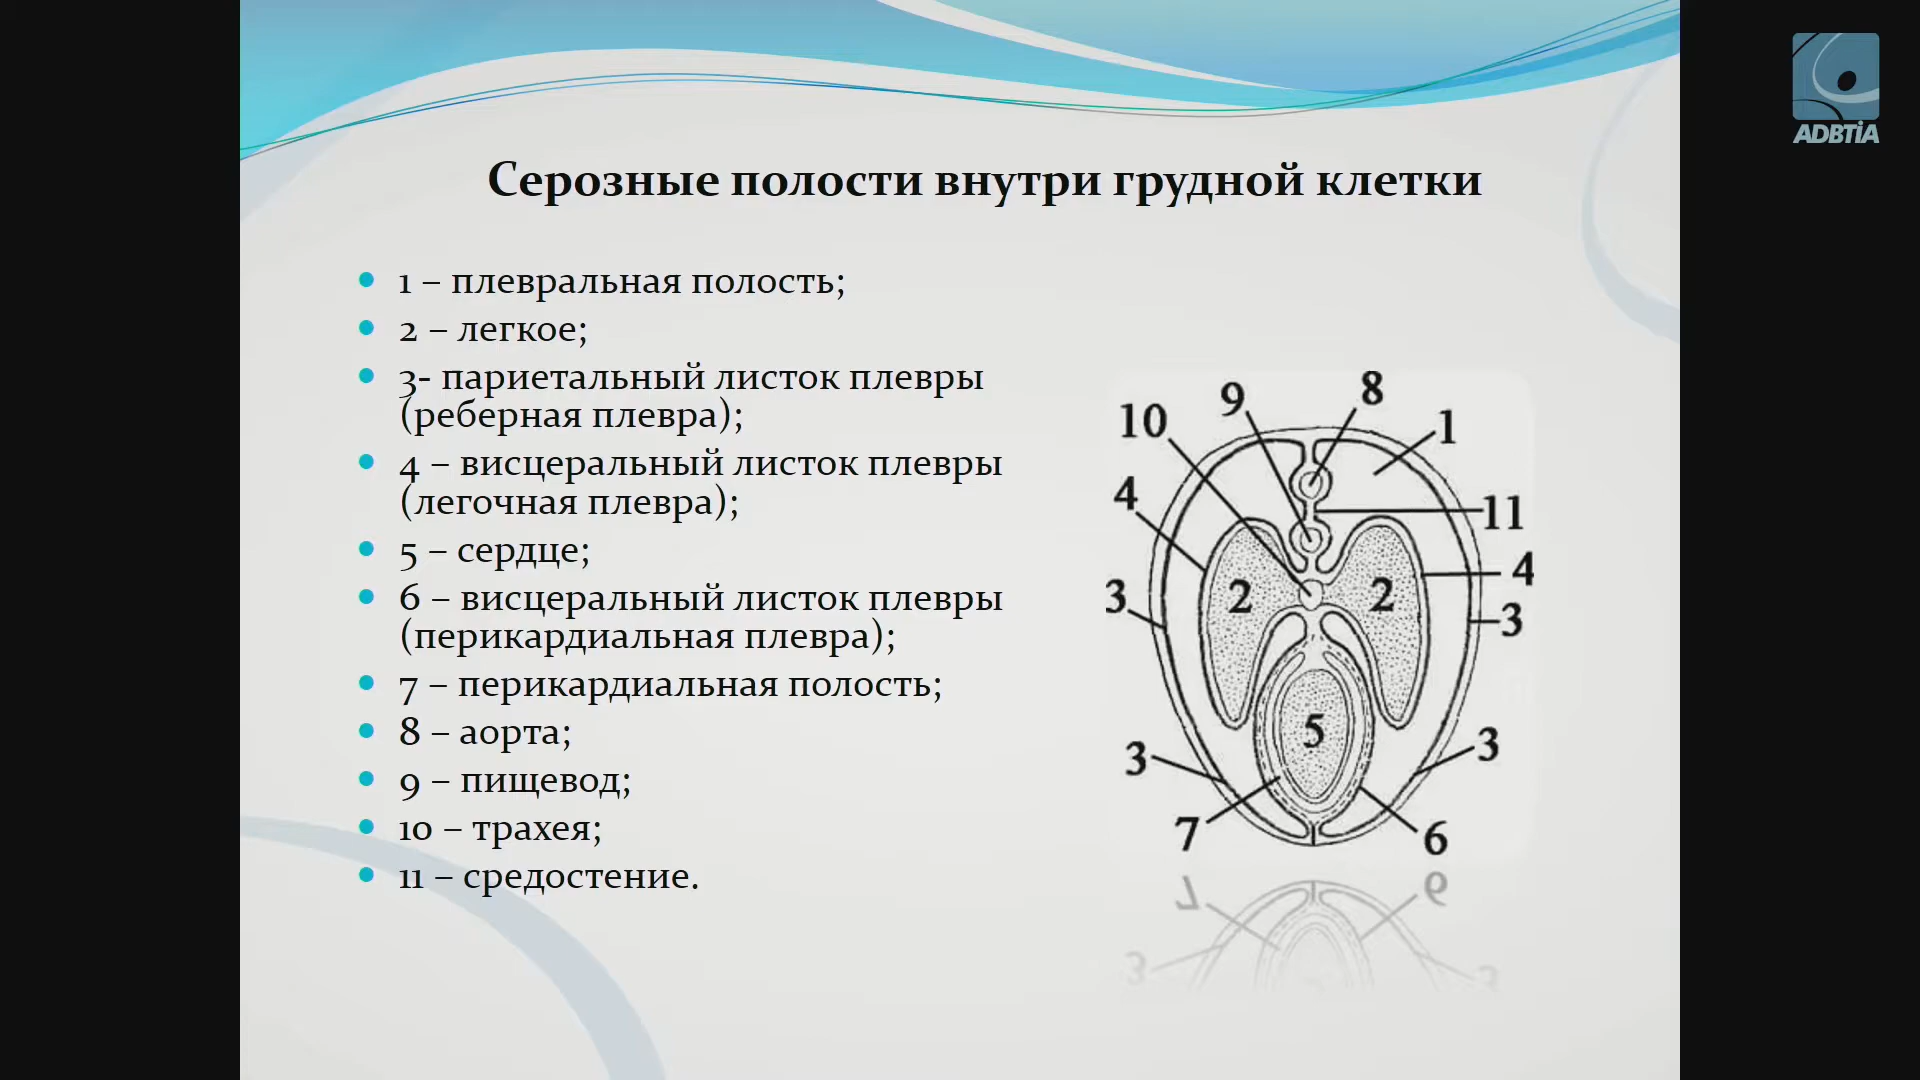 ADBTiA
Серозные полости внутри грудной клетки
1 – плевральная полость;
2 – легкое;
3- париетальный листок плевры
(реберная плевра);
4 – висцеральный листок плевры
(легочная плевра);
5 – сердце;
6 – висцеральный листок плевры
(перикардиальная плевра);
7 – перикардиальная полость;
8 – аорта;
9 – пищевод;
10 – трахея;
11 – средостение.
9 8
10 1
4 11
2 2 4
3 3
5
3 3
7 6